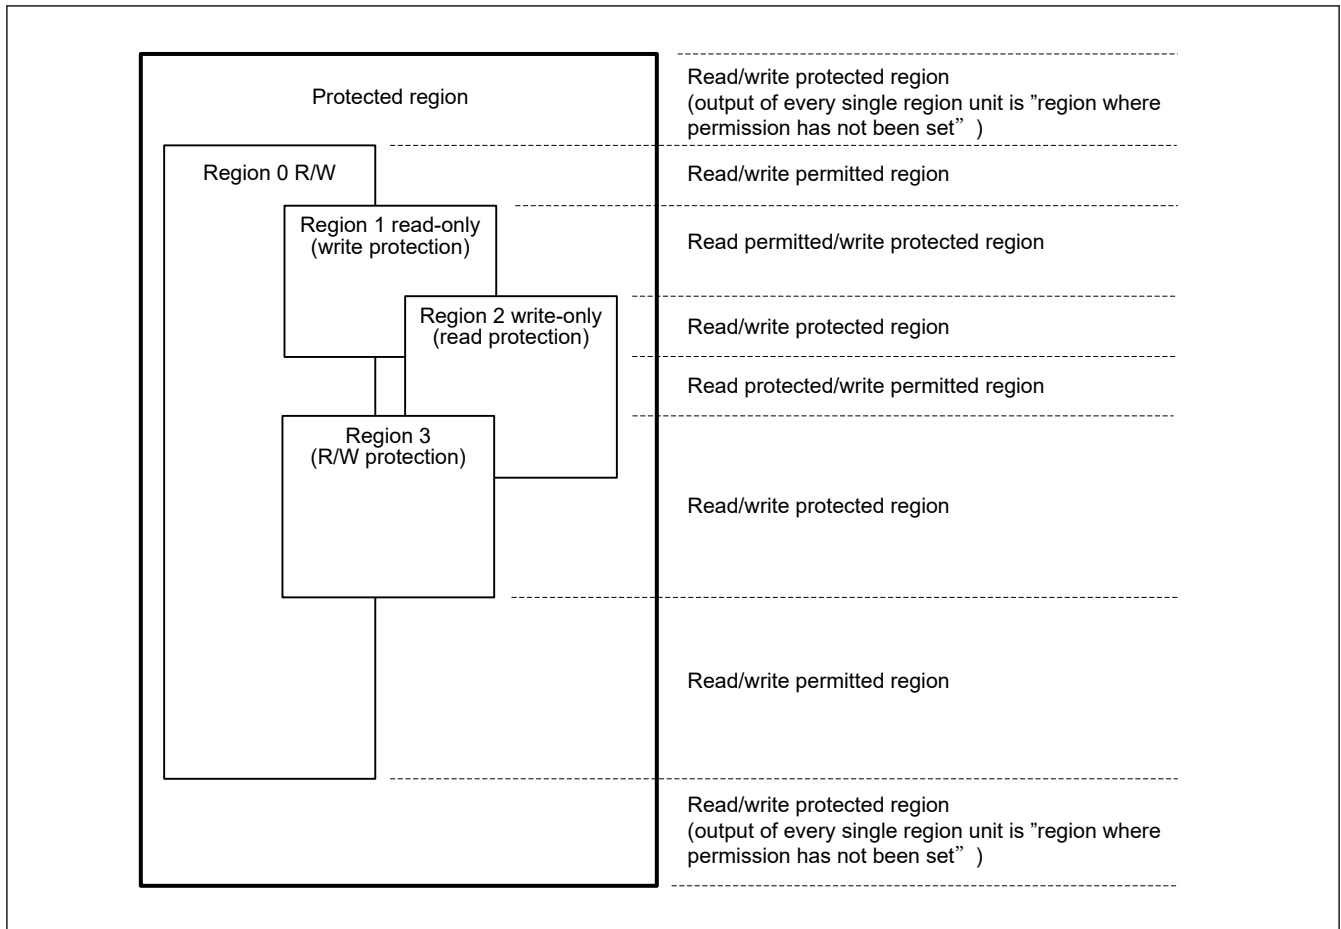 Protected region
Read/write protected region
(output of every single region unit is ”region where
permission has not been set” )
Region 0 R/W
Read/write permitted region
Region 1 read-only
(write protection)
Read permitted/write protected region
Region 2 write-only
(read protection)
Read/write protected region
Read protected/write permitted region
Region 3
(R/W protection)
Read/write protected region
Read/write permitted region
Read/write protected region
(output of every single region unit is ”region where
permission has not been set” )